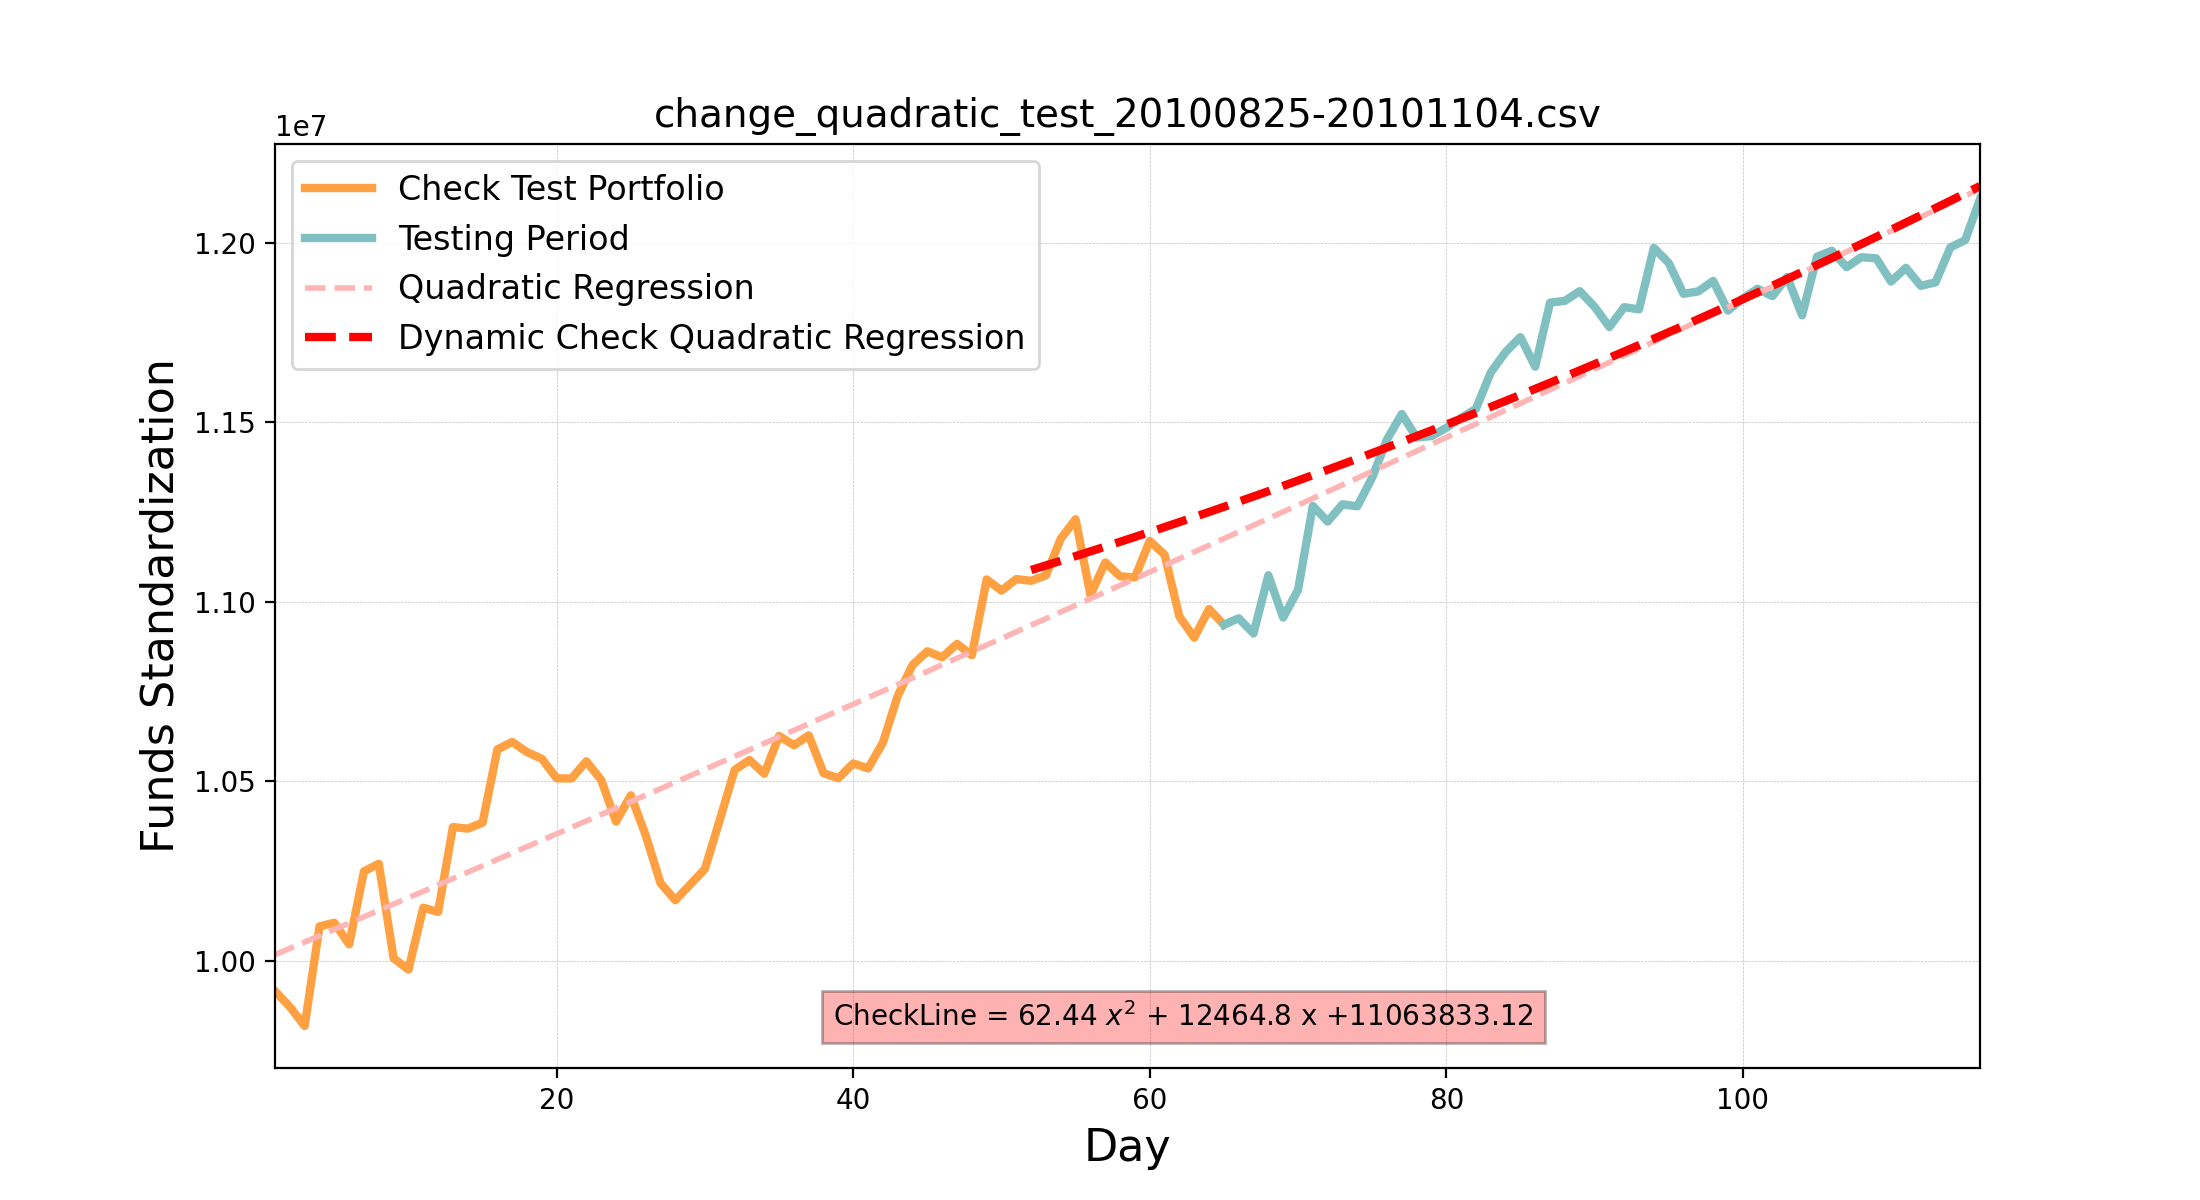 change_quadratic_test_20100825-20101104.csv
1e7
Check Test Portfolio
Testing Period
Quadratic Regression
Dynamic Check Quadratic Regression
1.20
1.15
1.10
1.05
1.00
Funds Standardization
CheckLine = 62.44 x² + 12464.8 x +11063833.12
20 40 60 80 100
Day